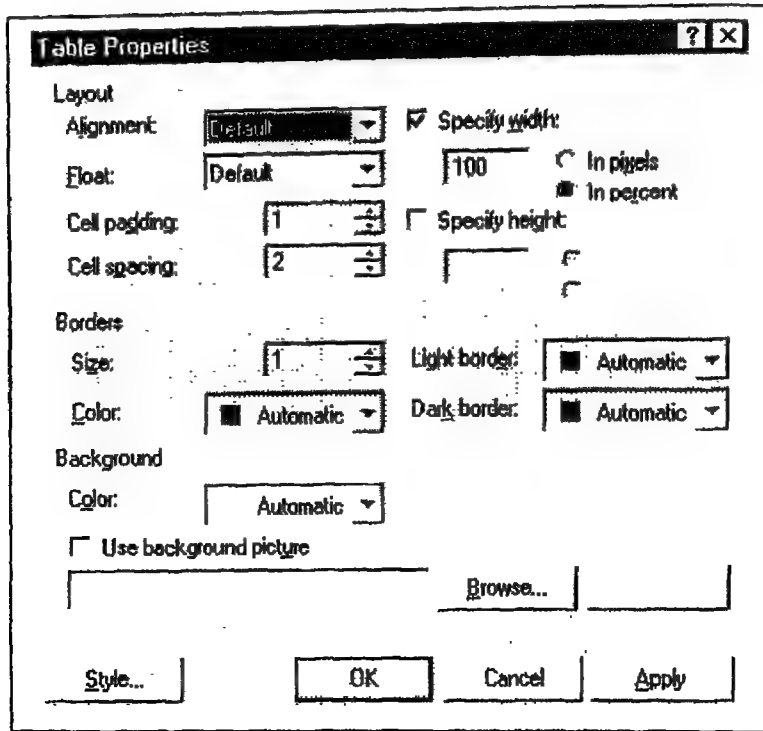 Table Properties ? X
Layout
Alignment: Default Specify width:
Float: Default 100 In pixels
In percent
Cell padding: 1 Specify height:
Cell spacing: 2
Borders
Size: 1 Light border: Automatic
Color: Automatic Dark border: Automatic
Background
Color: Automatic
Use background picture
Browse...
Style... OK Cancel Apply